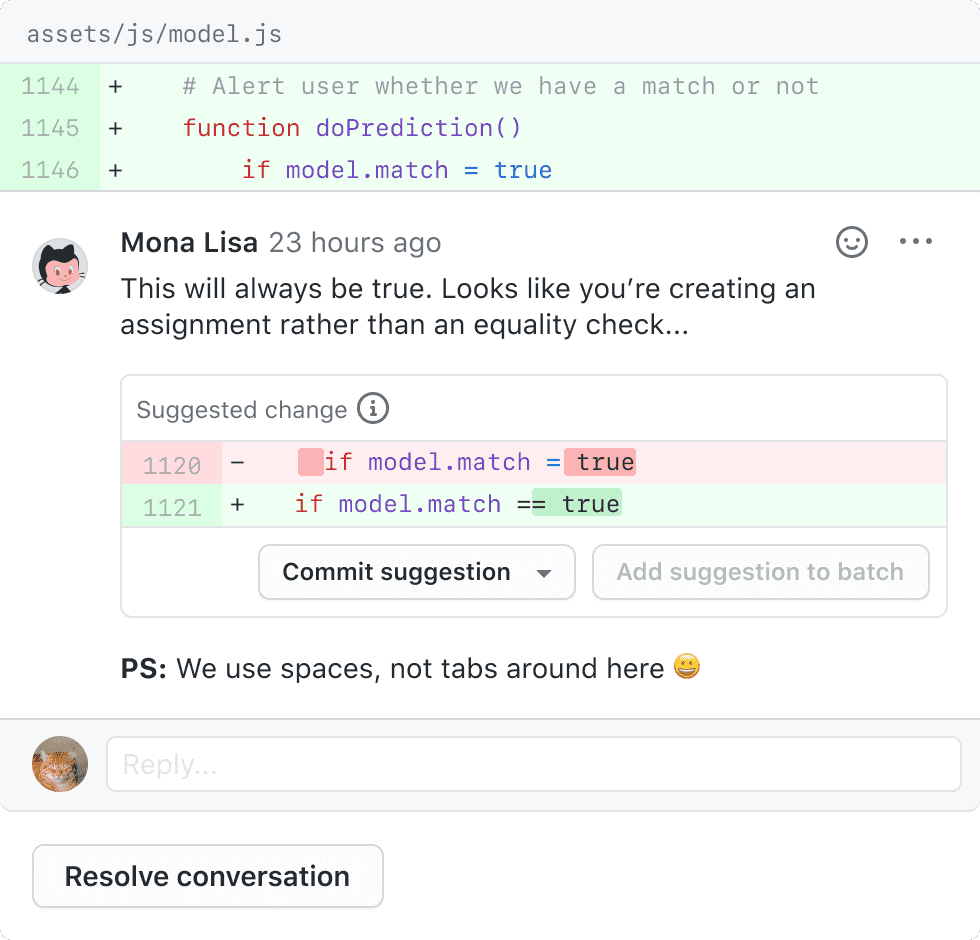 assets/js/model.js
1144 + # Alert user whether we have a match or not
1145 + function doPrediction()
1146 + if model.match = true
Mona Lisa 23 hours ago
This will always be true. Looks like you’re creating an
assignment rather than an equality check...
Suggested change
1120 - if model.match = true
1121 + if model.match == true
Commit suggestion
Add suggestion to batch
PS: We use spaces, not tabs around here 😀
Reply...
Resolve conversation